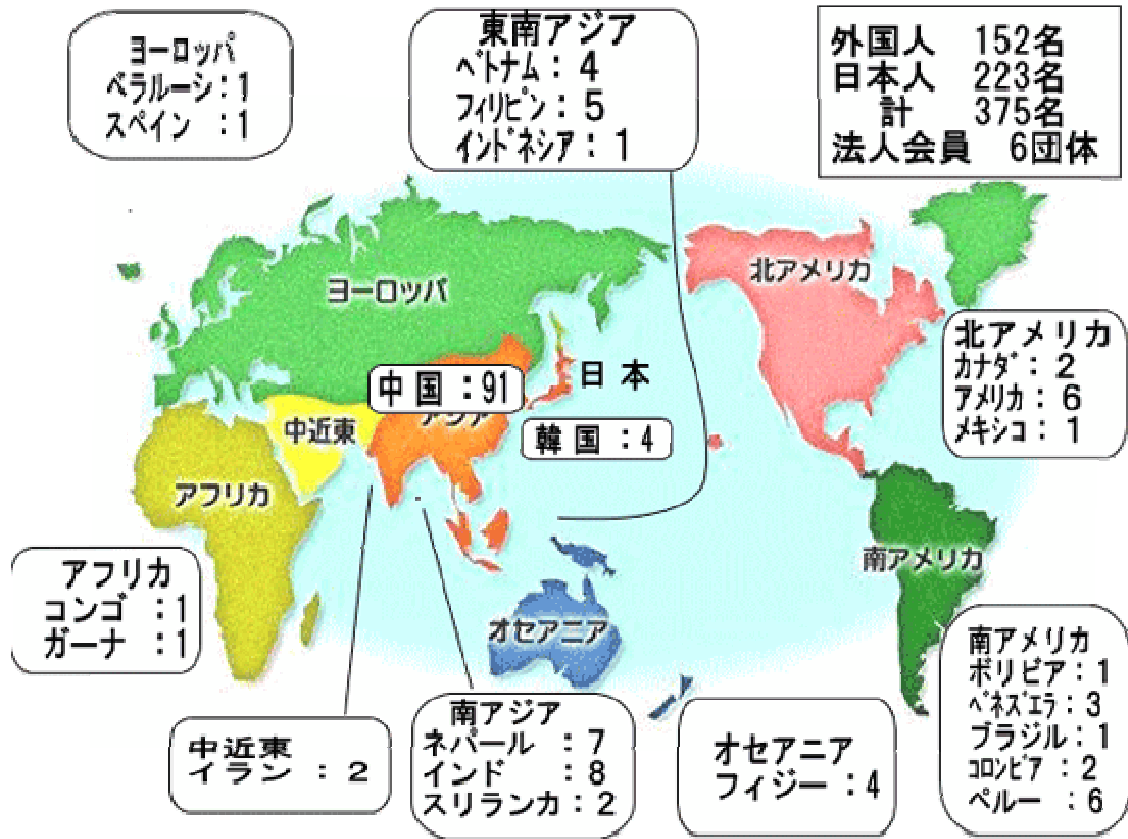 ヨーロッパ
ベラルーシ：1
スペイン ：1
東南アジア
ベトナム：4
フィリピン：5
インドネシア：1
外国人　152名
日本人　223名
計　375名
法人会員　6団体
ヨーロッパ
北アメリカ
北アメリカ
カナダ：2
アメリカ：6
メキシコ：1
中国：91
日本
アジア
中近東
韓国：4
アフリカ
アフリカ
コンゴ：1
ガーナ：1
南アメリカ
オセアニア
南アメリカ
ボリビア：1
ベネズエラ：3
ブラジル：1
コロンビア：2
ペルー：6
中近東
イラン：2
南アジア
ネパール：7
インド：8
スリランカ：2
オセアニア
フィジー：4